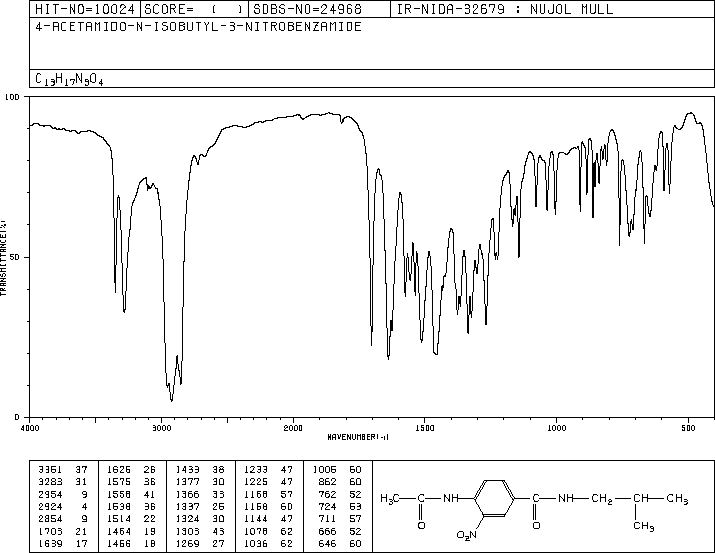 HIT-NO=10024 SCORE= ( ) SDBS-NO=24968 IR-NIDA-32679 : NUJOL MULL
4-ACETAMIDO-N-ISOBUTYL-3-NITROBENZAMIDE
C13H17N3O4
100
50
0
TRANSMITTANCE(%)
4000 3000 2000 1500 1000 500
WAVENUMBER(-1)
3361 37 1626 26 1433 38 1233 47 1006 60
3283 31 1575 36 1377 30 1225 47 862 60
2954 9 1558 41 1366 33 1168 57 762 52
2924 4 1538 36 1337 25 1158 60 724 53
2854 9 1514 22 1324 30 1144 47 711 57
1703 21 1464 19 1303 43 1078 62 666 52
1639 17 1456 18 1269 27 1036 62 646 60
H3C C NH C NH CH2 CH CH3
O O2N O CH3